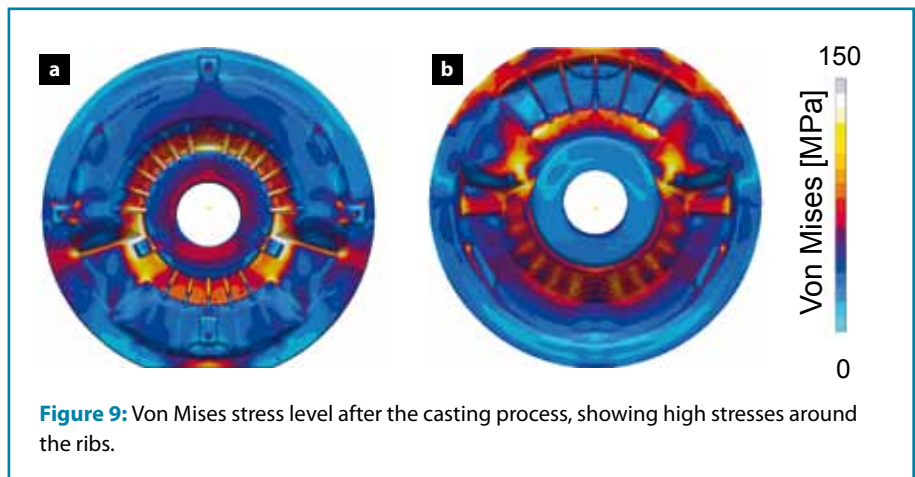 a
b
150
Von Mises [MPa]
0
Figure 9: Von Mises stress level after the casting process, showing high stresses around
the ribs.